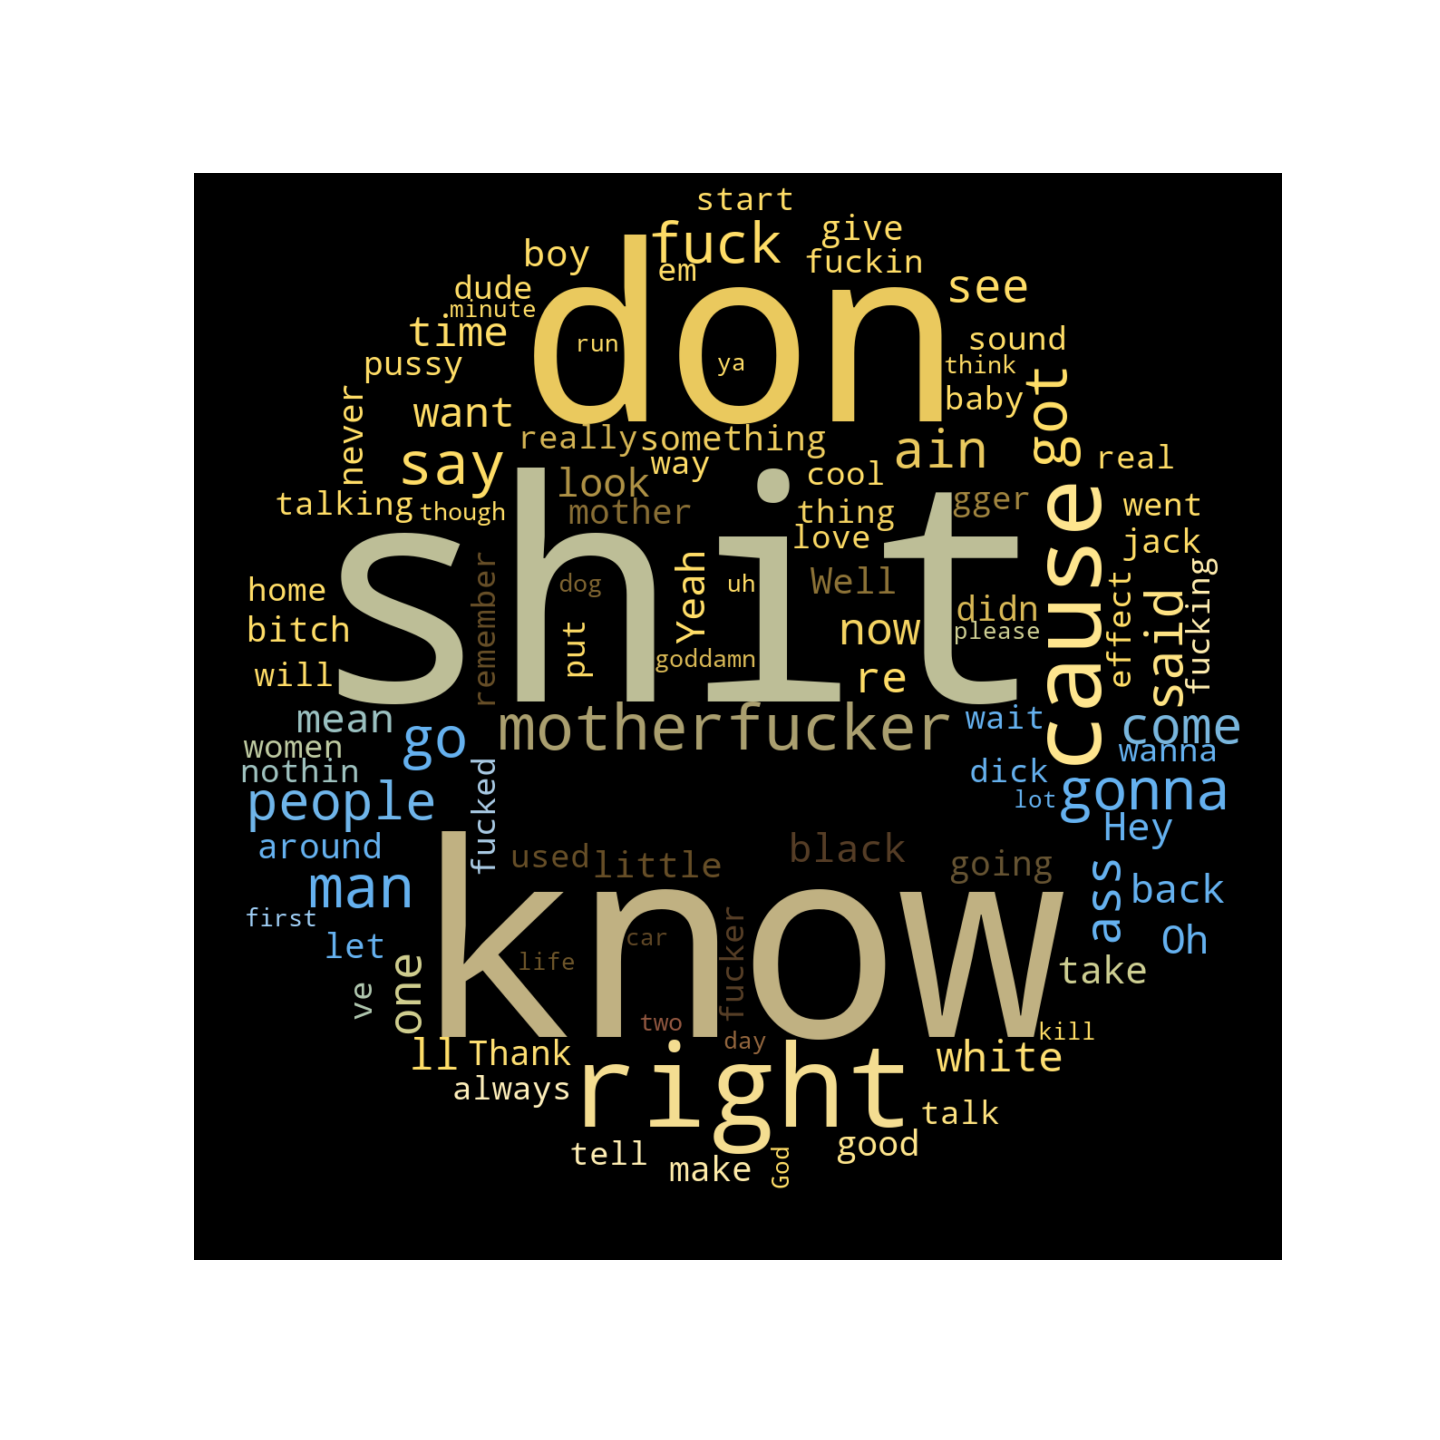 start
fuck
give
boy
don
em
fuckin
dude
see
minute
time
run
sound
pussy
ya
think
got
never
want
baby
really
something
say
way
ain
real
look
cool
talking
though
mother
thing
gger
went
shit
love
jack
cause
home
remember
dog
Yeah
uh
Well
effect
said
fucking
bitch
put
now
didn
please
will
goddamn
re
mean
go
motherfucker
wait
come
women
wanna
nothin
dick
people
fucked
lot
gonna
Hey
around
used
little
black
going
man
know
ass
back
first
let
life
car
fucker
Oh
ve
one
take
two
day
kill
ll
Thank
right
white
always
talk
tell
make
God
good